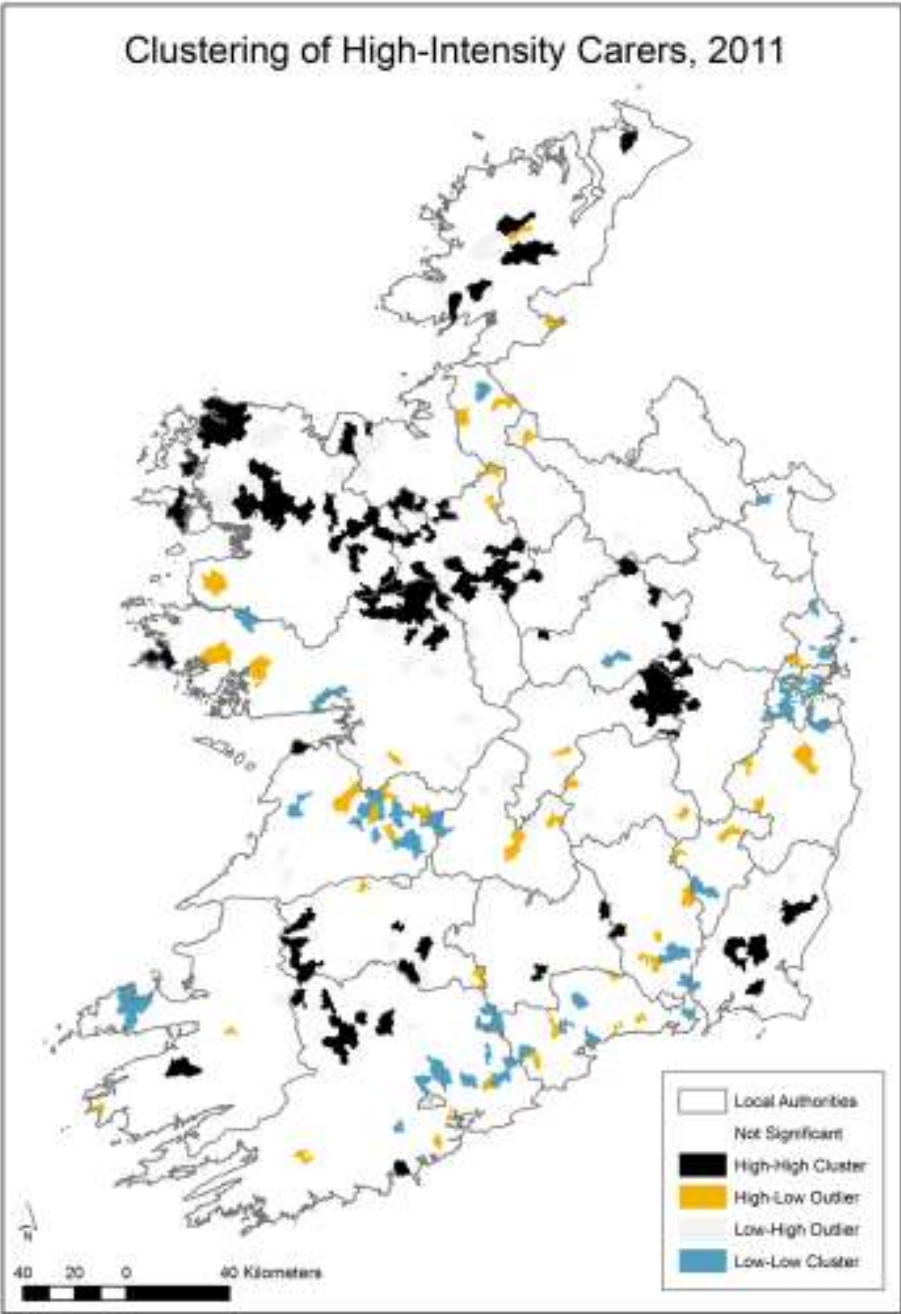 Clustering of High-Intensity Carers, 2011
Local Authorities
Not Significant
High-High Cluster
High-Low Outlier
Low-High Outlier
Low-Low Cluster
N
40 20 0 40 Kilometers